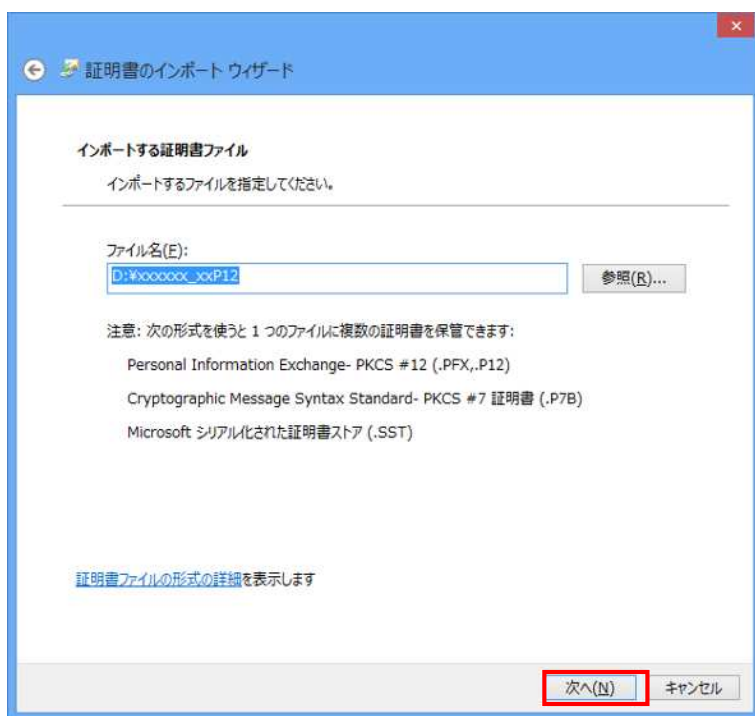 証明書のインポート ウィザード
インポートする証明書ファイル
インポートするファイルを指定してください。
ファイル名(F):
D:¥xxxxxx_xxP12
参照(R)...
注意: 次の形式を使うと 1 つのファイルに複数の証明書を保管できます:
Personal Information Exchange- PKCS #12 (.PFX,.P12)
Cryptographic Message Syntax Standard- PKCS #7 証明書 (.P7B)
Microsoft シリアル化された証明書ストア (.SST)
証明書ファイルの形式の詳細を表示します
次へ(N)
キャンセル